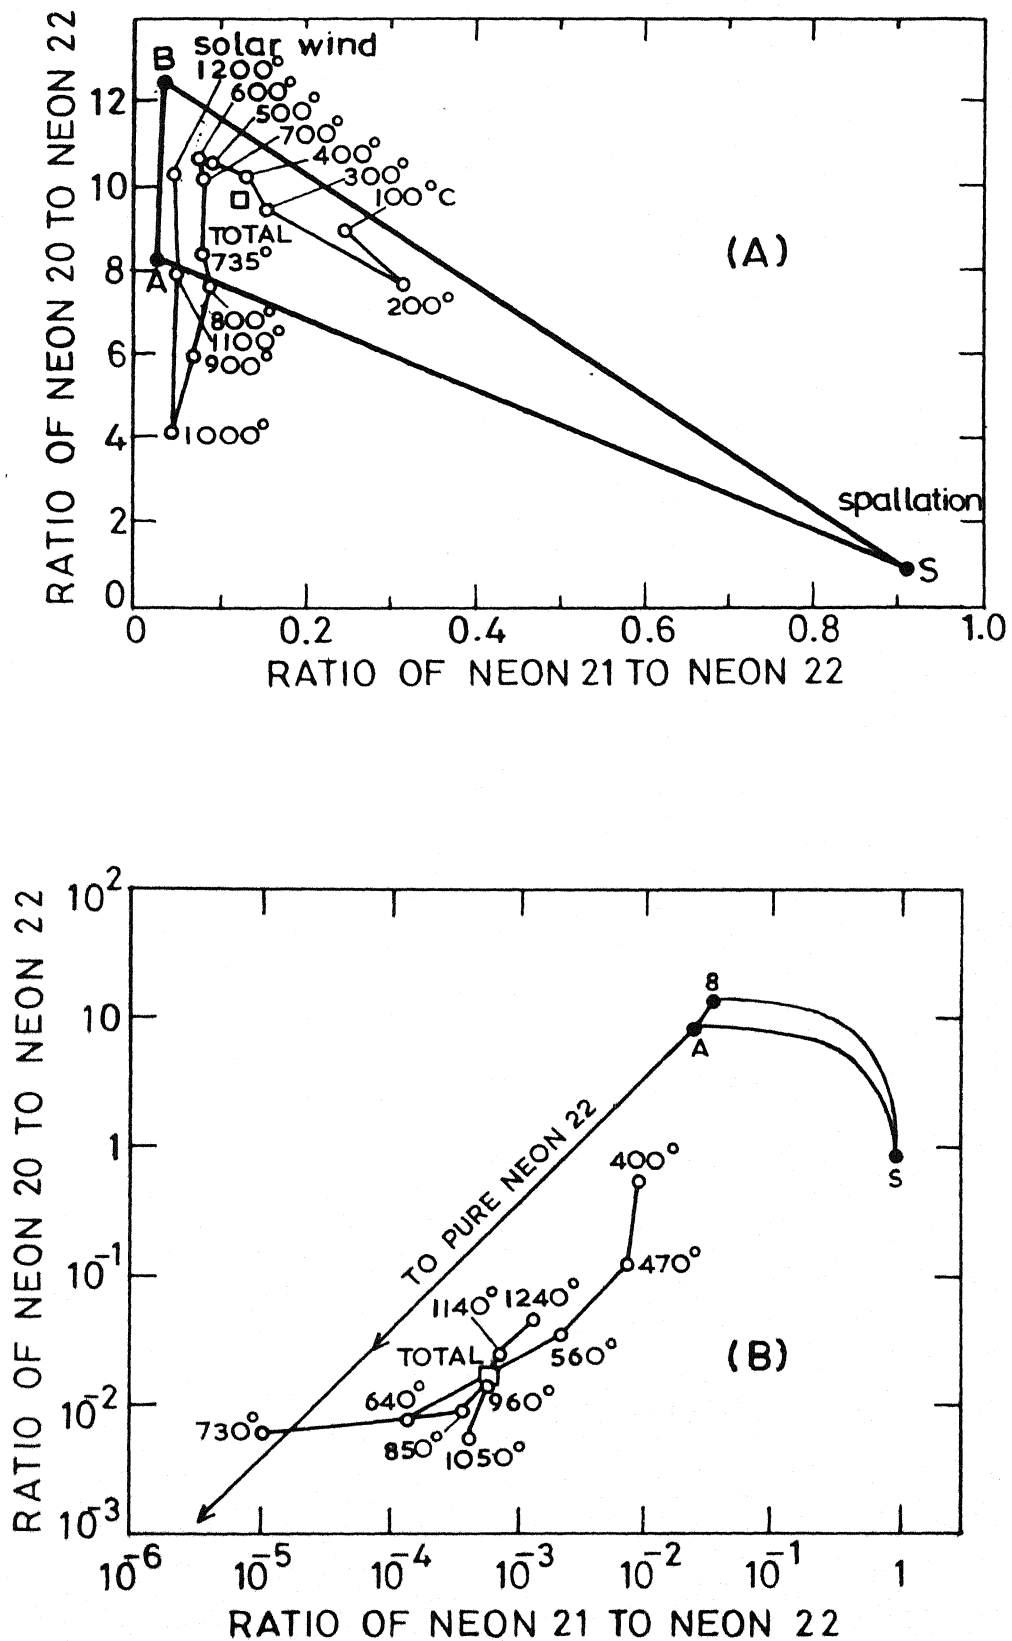 RATIO OF NEON 20 TO NEON 22
B
solar wind
1200°
600°
500°
700°
400°
300°
100°C
12
10
8
6
4
2
0
TOTAL
735°
A
200°
800°
1100°
900°
1000°
(A)
spallation
S
0
0.2
0.4
0.6
0.8
1.0
RATIO OF NEON 21 TO NEON 22
RATIO OF NEON 20 TO NEON 22
10²
10
1
10⁻¹
10⁻²
10⁻³
8
A
S
TO PURE NEON 22
400°
470°
1140° 1240°
560°
TOTAL
(B)
640°
960°
730°
850°
1050°
10⁻⁶
10⁻⁵
10⁻⁴
10⁻³
10⁻²
10⁻¹
1
RATIO OF NEON 21 TO NEON 22